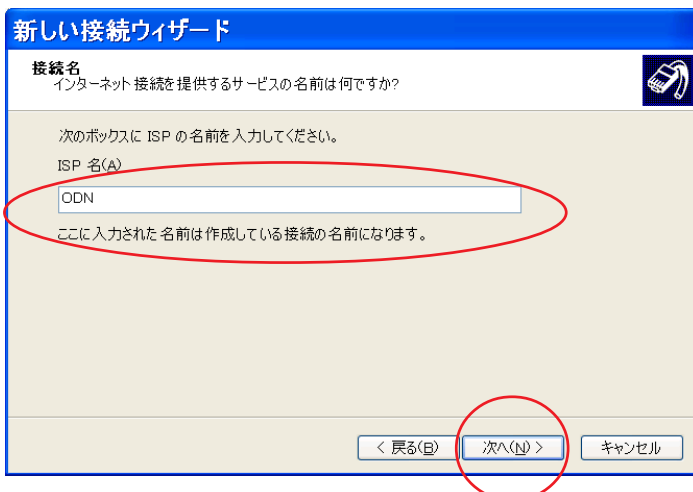 新しい接続ウィザード
接続名
インターネット接続を提供するサービスの名前は何ですか?
次のボックスに ISP の名前を入力してください。
ISP 名(A)
ODN
ここに入力された名前は作成している接続の名前になります。
< 戻る(B) 次へ(N) > キャンセル